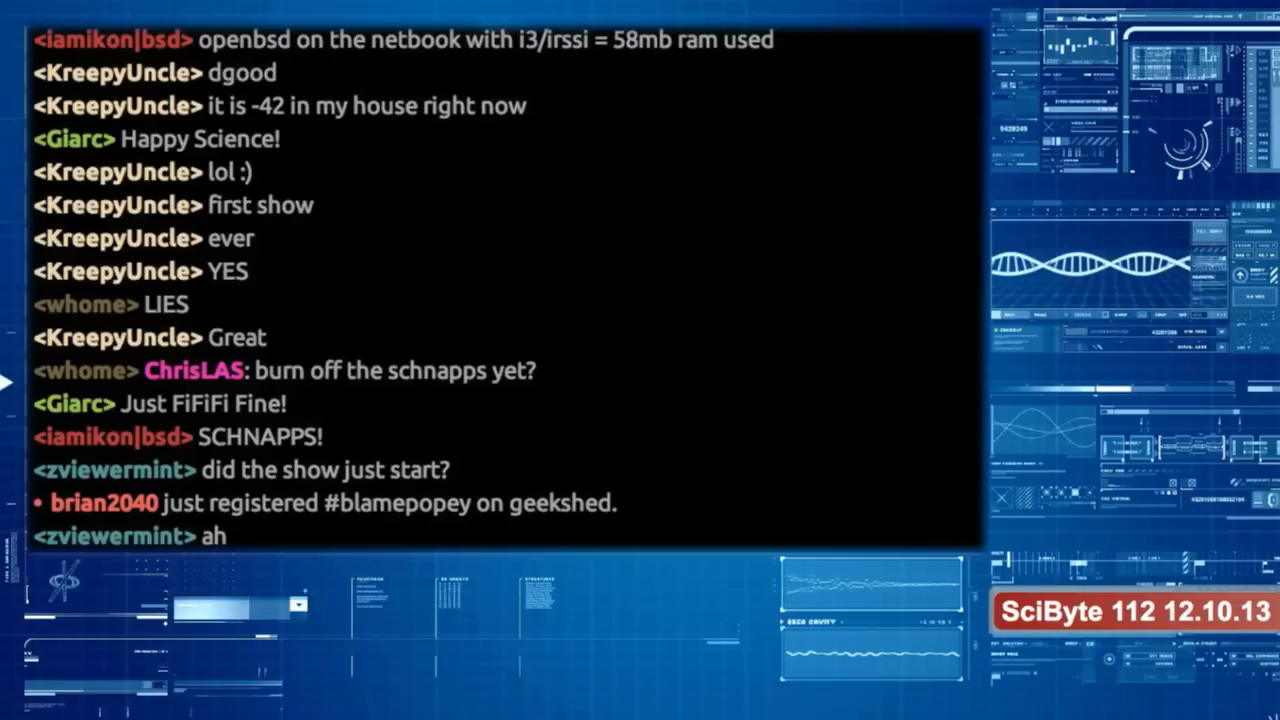 <iamikon|bsd> openbsd on the netbook with i3/irssi = 58mb ram used
<KreepyUncle> dgood
<KreepyUncle> it is -42 in my house right now
<Giarc> Happy Science!
<KreepyUncle> lol :)
<KreepyUncle> first show
<KreepyUncle> ever
<KreepyUncle> YES
<whome> LIES
<KreepyUncle> Great
<whome> ChrisLAS: burn off the schnapps yet?
<Giarc> Just FiFiFi Fine!
<iamikon|bsd> SCHNAPPS!
<zviewermint> did the show just start?
• brian2040 just registered #blamepopey on geekshed.
<zviewermint> ah
9428249
SciByte 112 12.10.13